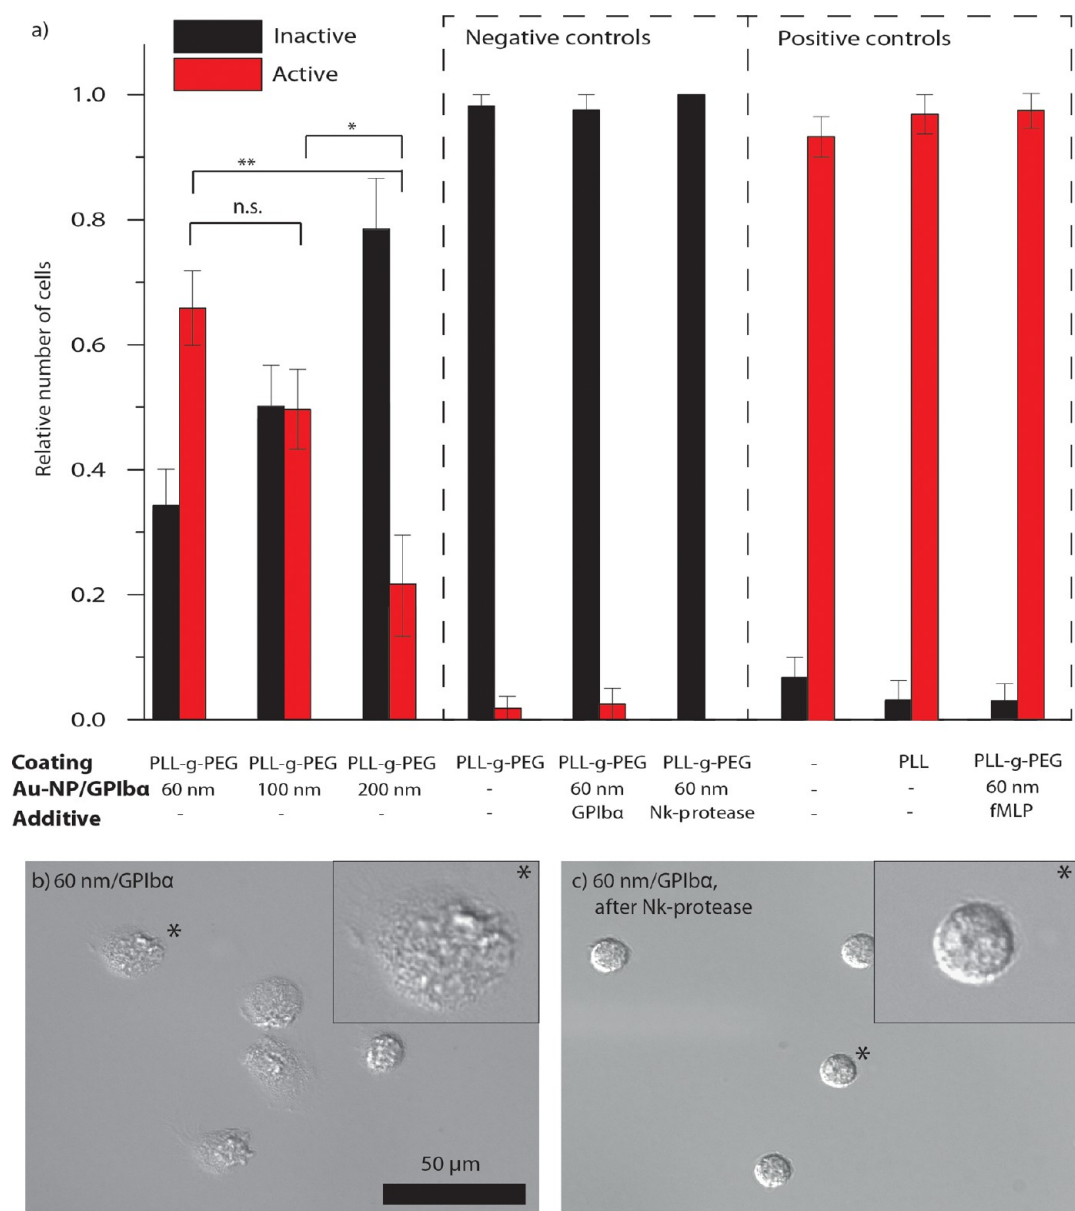 a)
Inactive
Active
Negative controls
Positive controls
Relative number of cells
1.0
0.8
0.6
0.4
0.2
0.0
*
**
n.s.
Coating PLL-g-PEG PLL-g-PEG PLL-g-PEG PLL-g-PEG PLL-g-PEG PLL-g-PEG - PLL PLL-g-PEG
Au-NP/GPIbα 60 nm 100 nm 200 nm - 60 nm 60 nm - - 60 nm
Additive - - - - GPIbα Nk-protease - - fMLP
b) 60 nm/GPIbα
*
*
50 µm
c) 60 nm/GPIbα,
after Nk-protease
*
*